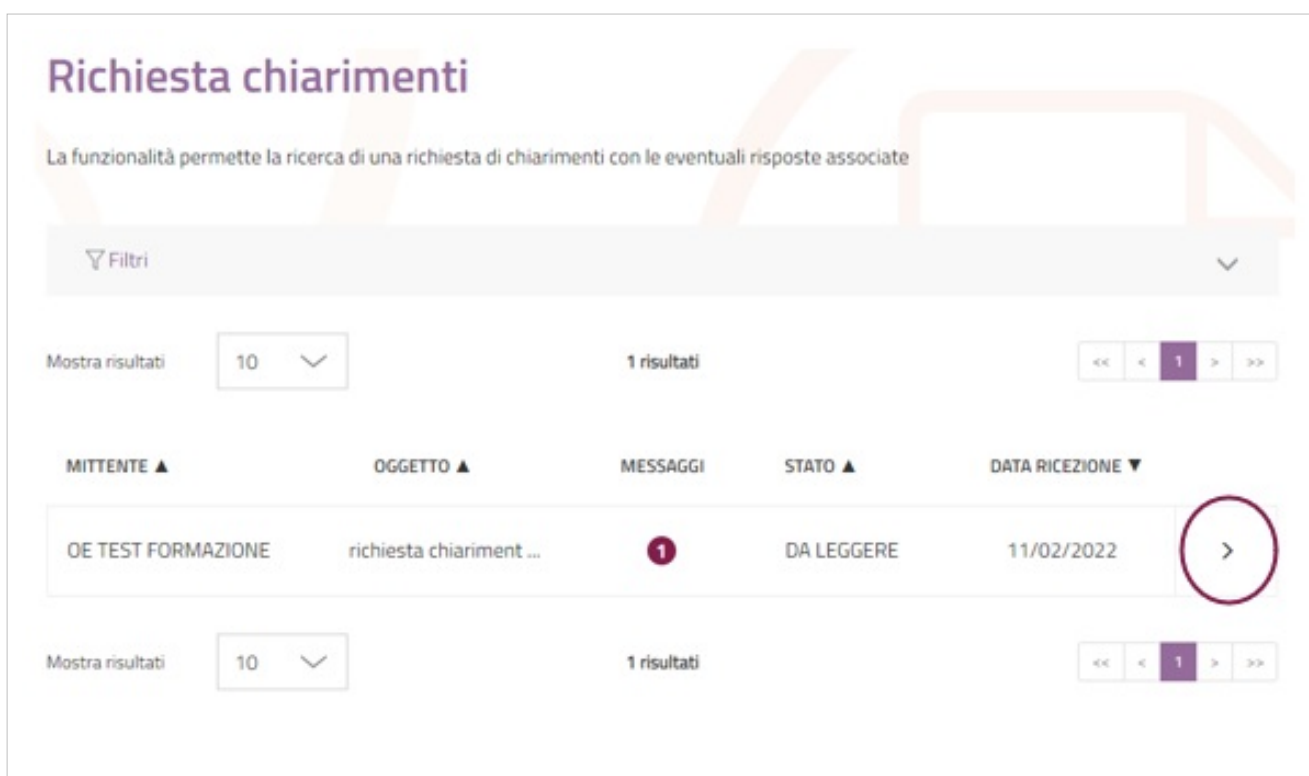 Richiesta chiarimenti
La funzionalità permette la ricerca di una richiesta di chiarimenti con le eventuali risposte associate
Filtri
Mostra risultati 10 1 risultati << < 1 > >>
MITTENTE ▲ OGGETTO ▲ MESSAGGI STATO ▲ DATA RICEZIONE ▼
OE TEST FORMAZIONE richiesta chiariment ... 1 DA LEGGERE 11/02/2022 >
Mostra risultati 10 1 risultati << < 1 > >>